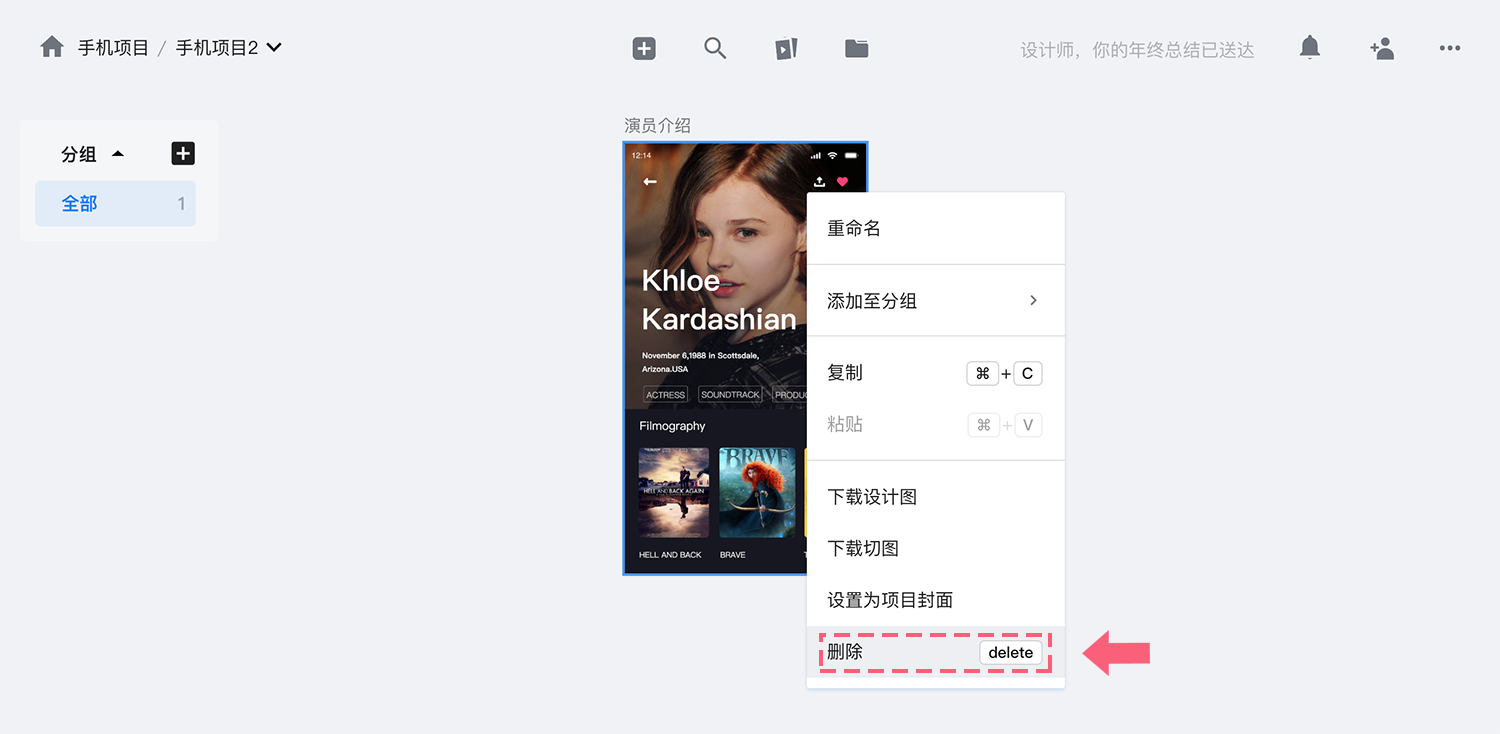 手机项目 / 手机项目2
设计师，你的年终总结已送达
分组
全部 1
演员介绍
12:14
Khloe
Kardashian
November 6,1988 in Scottsdale,
Arizona.USA
ACTRESS SOUNDTRACK PRODUC
Filmography
HELL AND BACK AGAIN
BRAVE
HELL AND BACK BRAVE T
重命名
添加至分组
复制 ⌘ + C
粘贴 ⌘ + V
下载设计图
下载切图
设置为项目封面
删除 delete